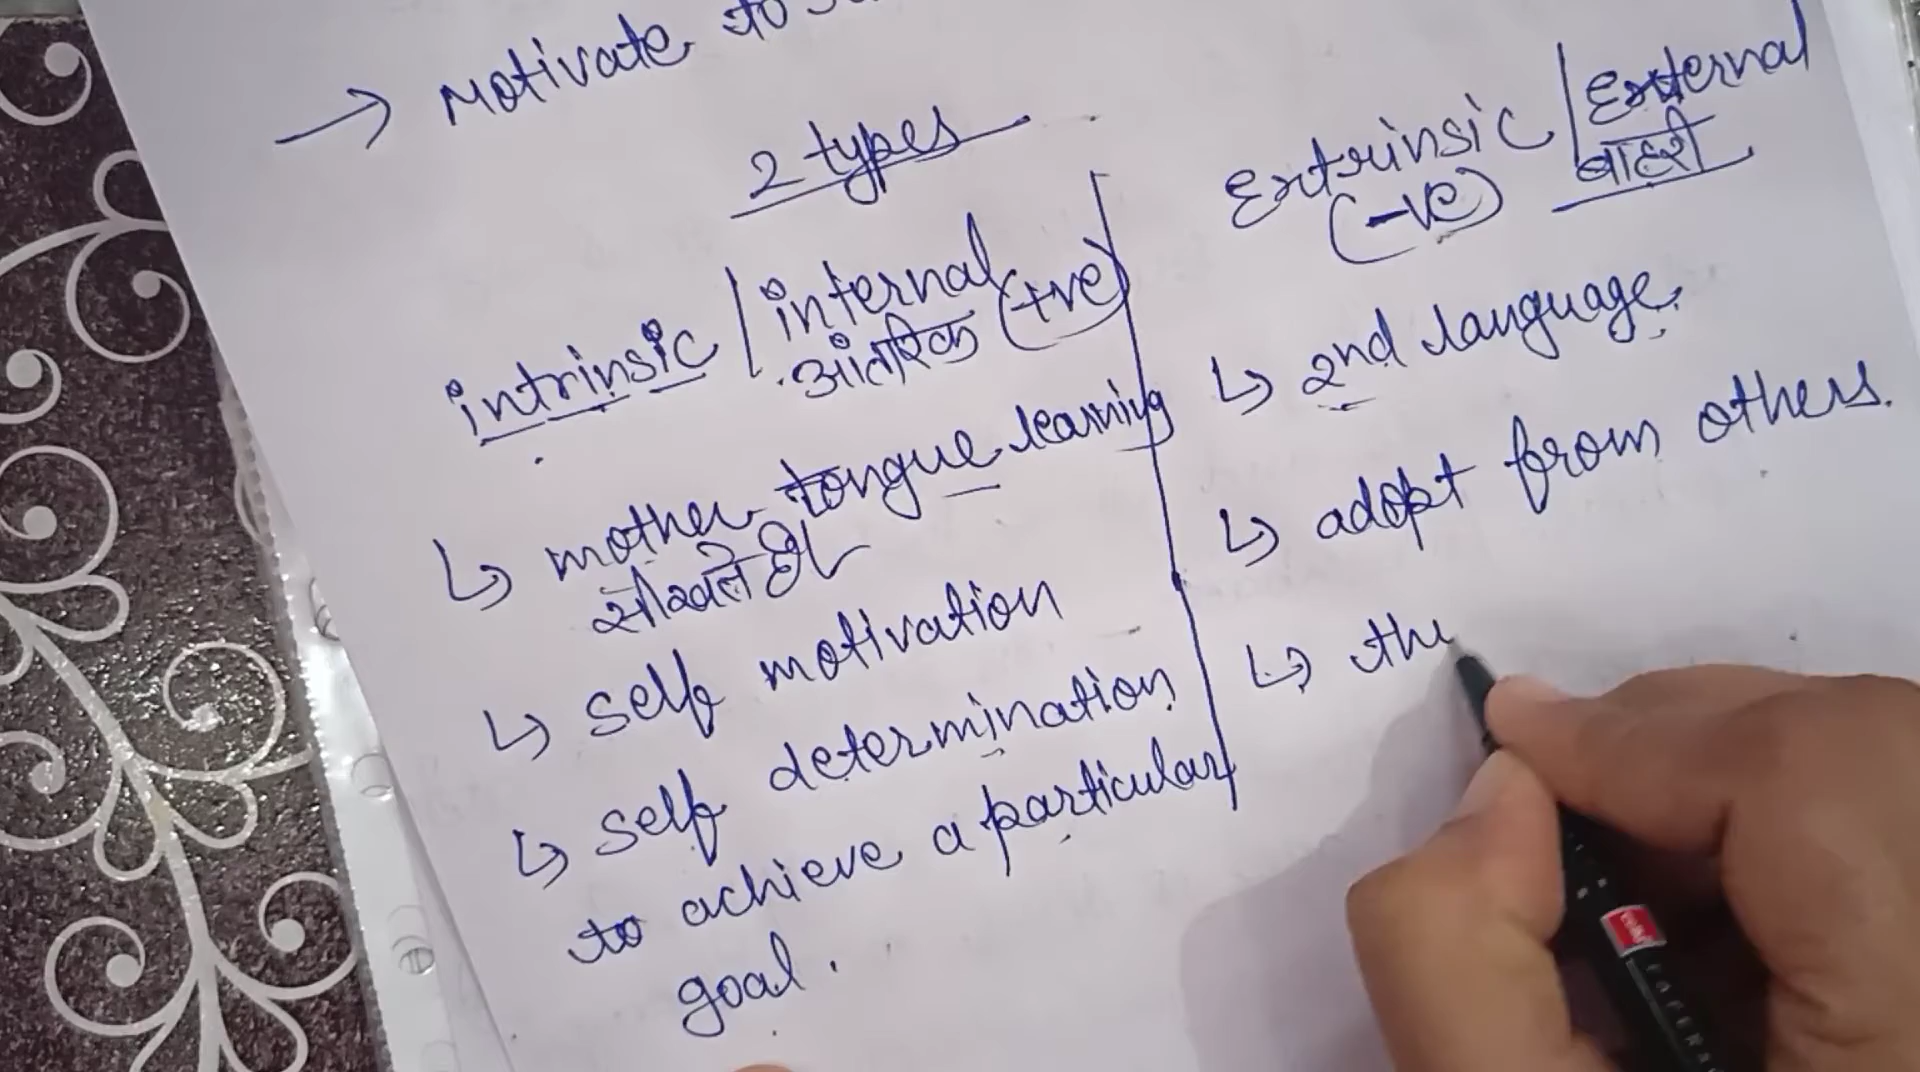 → Motivate to
2 types
intrinsic | internal (+ve)
आंतरिक
↳ mother tongue learning
सीखते है
↳ self motivation
↳ self determination
to achieve a particular
goal.
Extrinsic | External
(-ve) बाहरी
↳ 2nd language.
↳ adopt from others.
↳ the